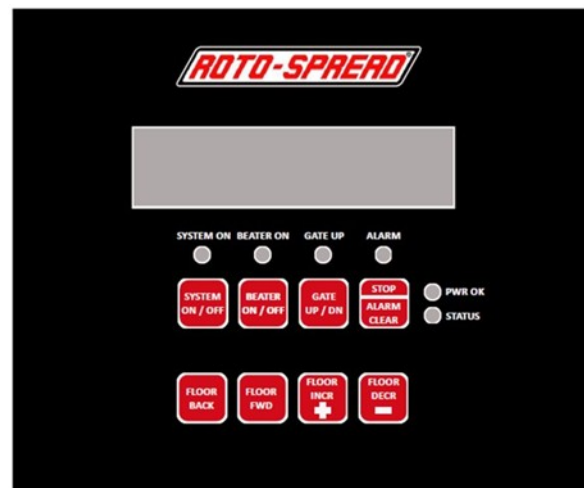 ROTO-SPREAD®
SYSTEM ON BEATER ON GATE UP ALARM
SYSTEM ON / OFF
BEATER ON / OFF
GATE UP / DN
STOP
ALARM CLEAR
PWR OK
STATUS
FLOOR BACK
FLOOR FWD
FLOOR INCR +
FLOOR DECR -